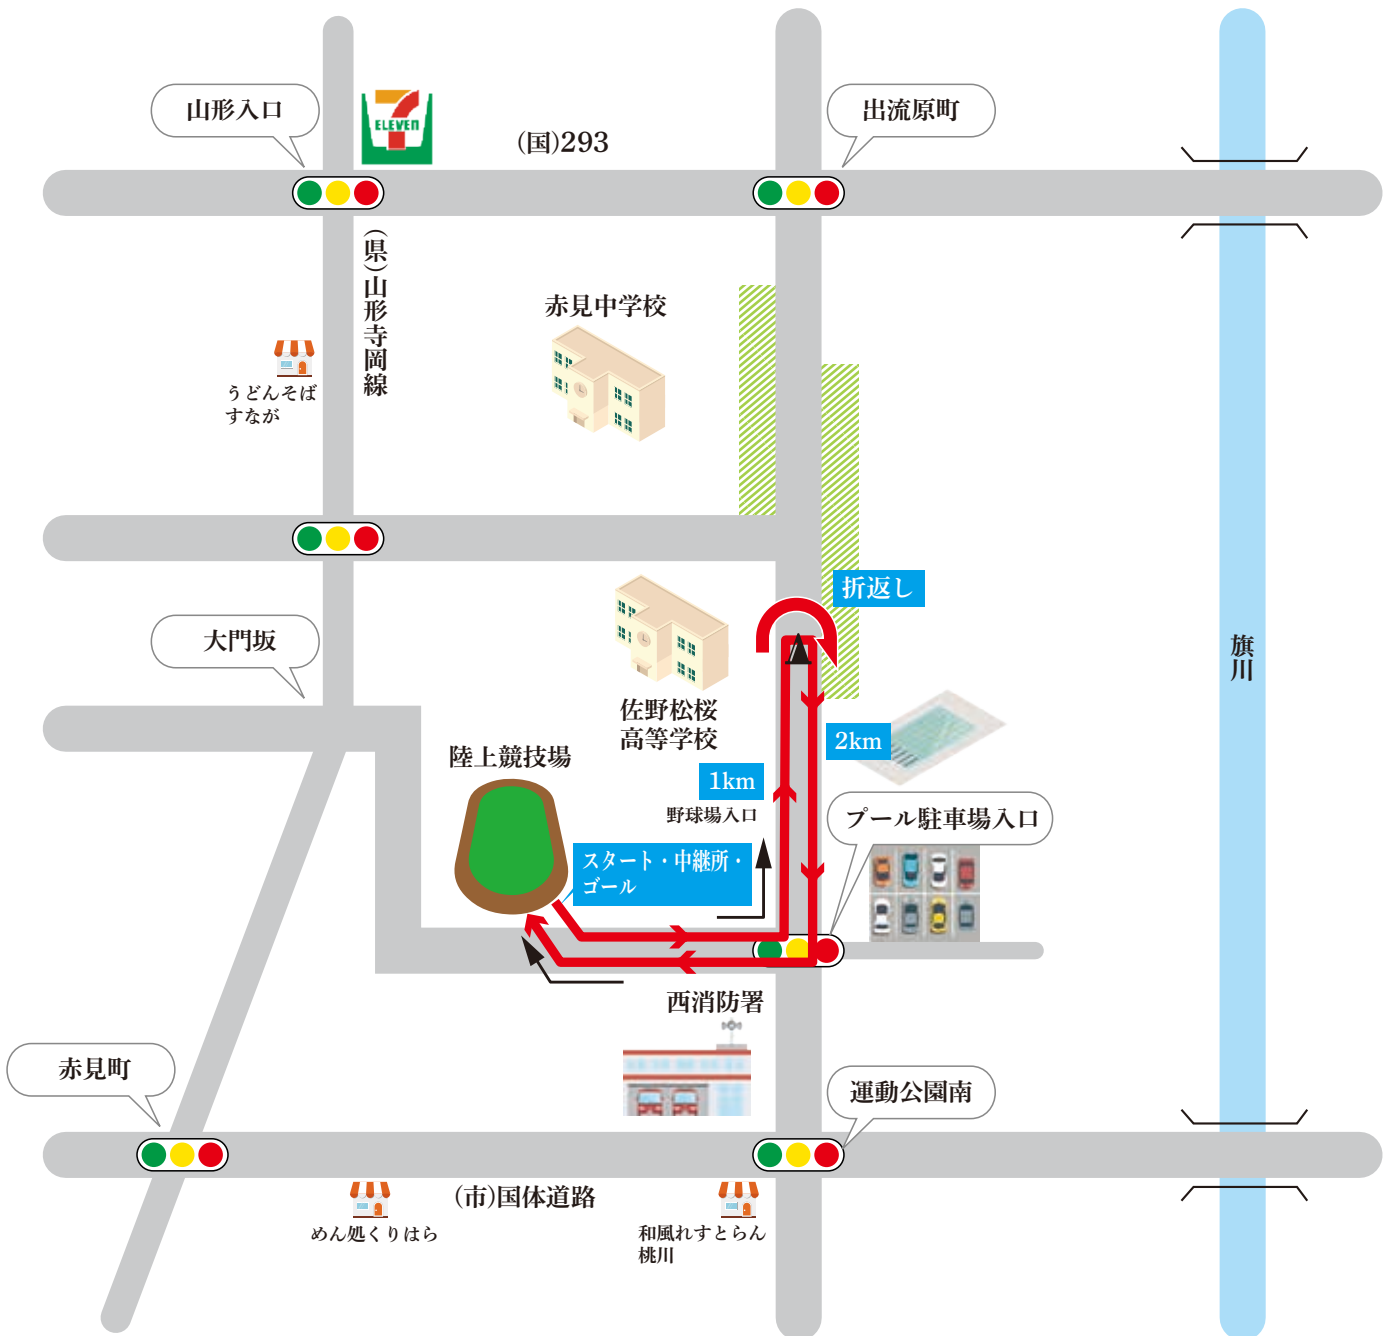 山形入口
ELEVEN
(国)293
出流原町
(県)山形寺岡線
赤見中学校
うどんそば
すなが
折返し
大門坂
佐野松桜
高等学校
旗川
陸上競技場
2km
1km
野球場入口
プール駐車場入口
スタート・中継所・
ゴール
西消防署
赤見町
運動公園南
(市)国体道路
めん処くりはら
和風れすとらん
桃川